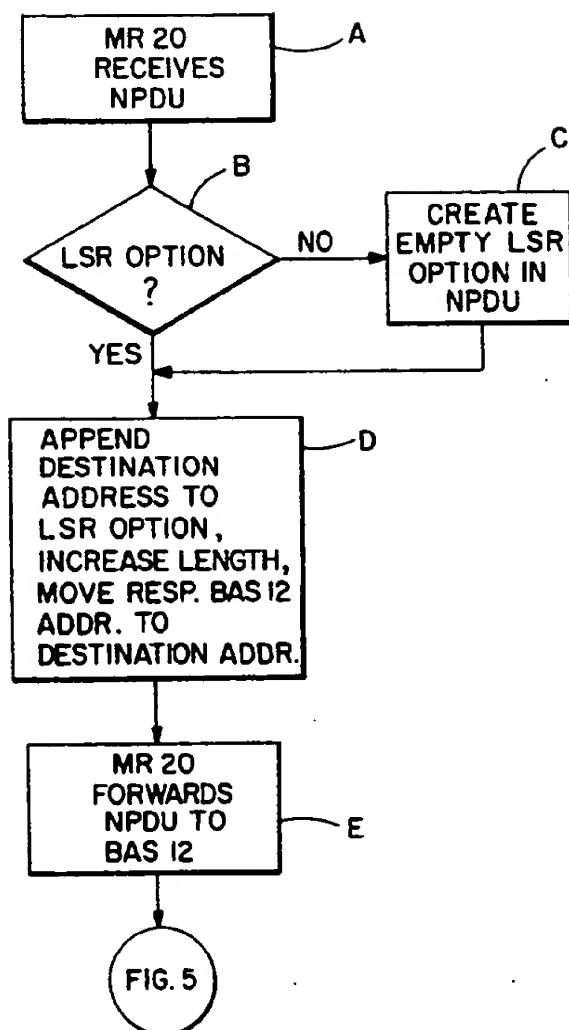 MR 20
RECEIVES
NPDU
A
B
LSR OPTION
?
NO
YES
C
CREATE
EMPTY LSR
OPTION IN
NPDU
APPEND
DESTINATION
ADDRESS TO
LSR OPTION,
INCREASE LENGTH,
MOVE RESP. BAS 12
ADDR. TO
DESTINATION ADDR.
D
MR 20
FORWARDS
NPDU TO
BAS 12
E
FIG. 5